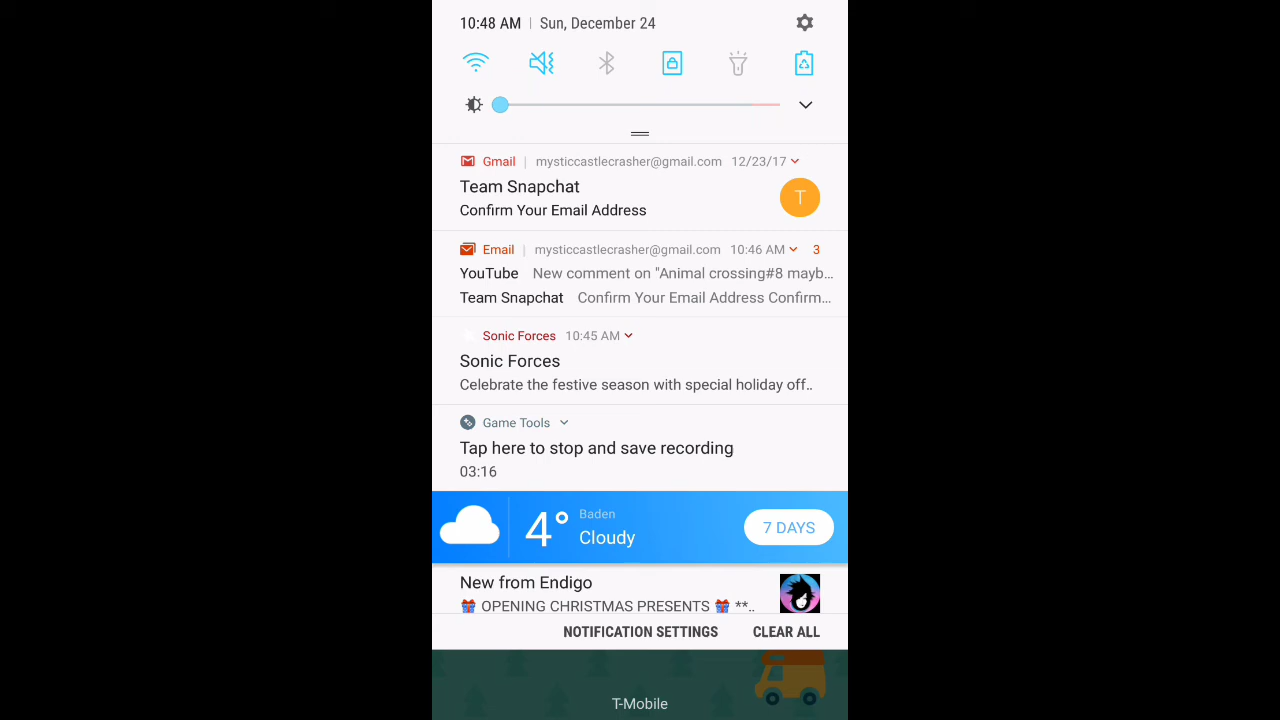 10:48 AM | Sun, December 24
Gmail | mysticcastlecrasher@gmail.com 12/23/17
Team Snapchat
T
Confirm Your Email Address
Email | mysticcastlecrasher@gmail.com 10:46 AM 3
YouTube New comment on "Animal crossing#8 mayb...
Team Snapchat Confirm Your Email Address Confirm...
Sonic Forces 10:45 AM
Sonic Forces
Celebrate the festive season with special holiday off..
Game Tools
Tap here to stop and save recording
03:16
4° Baden
Cloudy
7 DAYS
New from Endigo
🎁 OPENING CHRISTMAS PRESENTS 🎁 **..
NOTIFICATION SETTINGS CLEAR ALL
T-Mobile